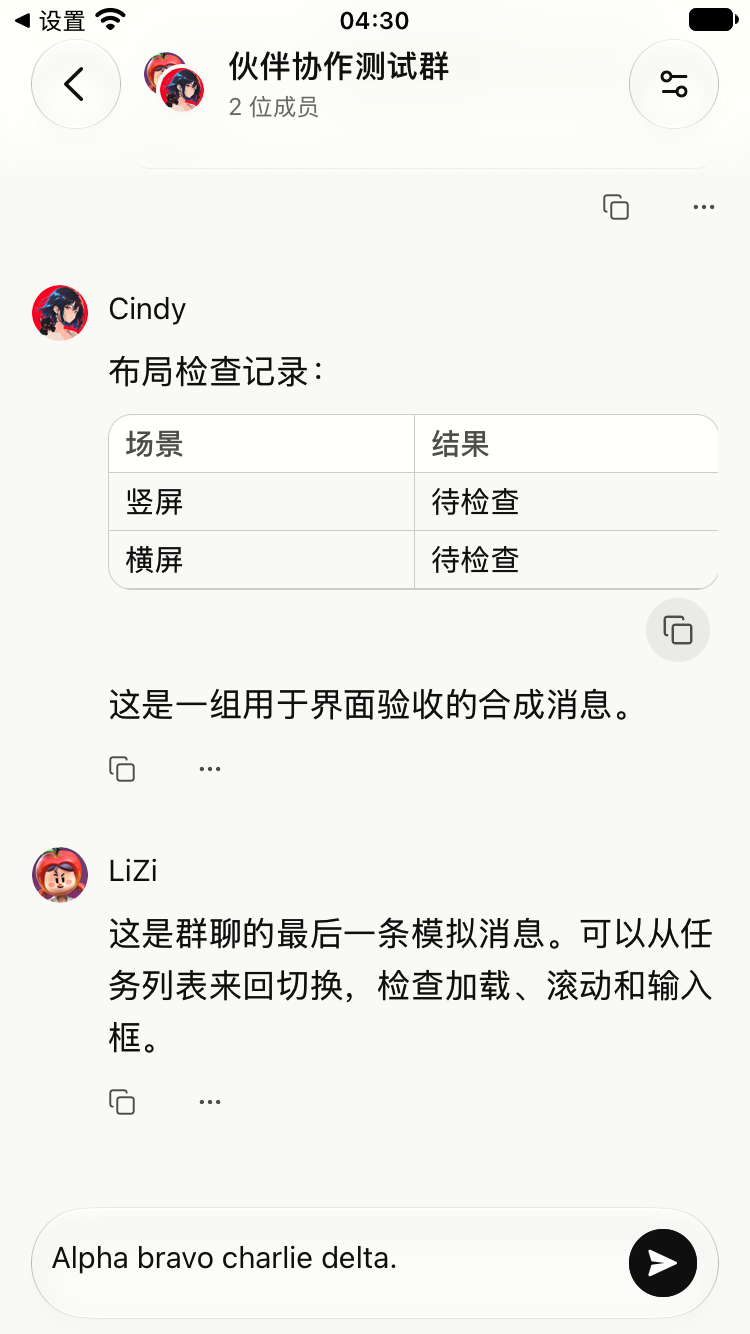 设置
04:30
伙伴协作测试群
2 位成员
Cindy
布局检查记录：
场景 结果
竖屏 待检查
横屏 待检查
这是一组用于界面验收的合成消息。
LiZi
这是群聊的最后一条模拟消息。可以从任
务列表来回切换，检查加载、滚动和输入
框。
Alpha bravo charlie delta.